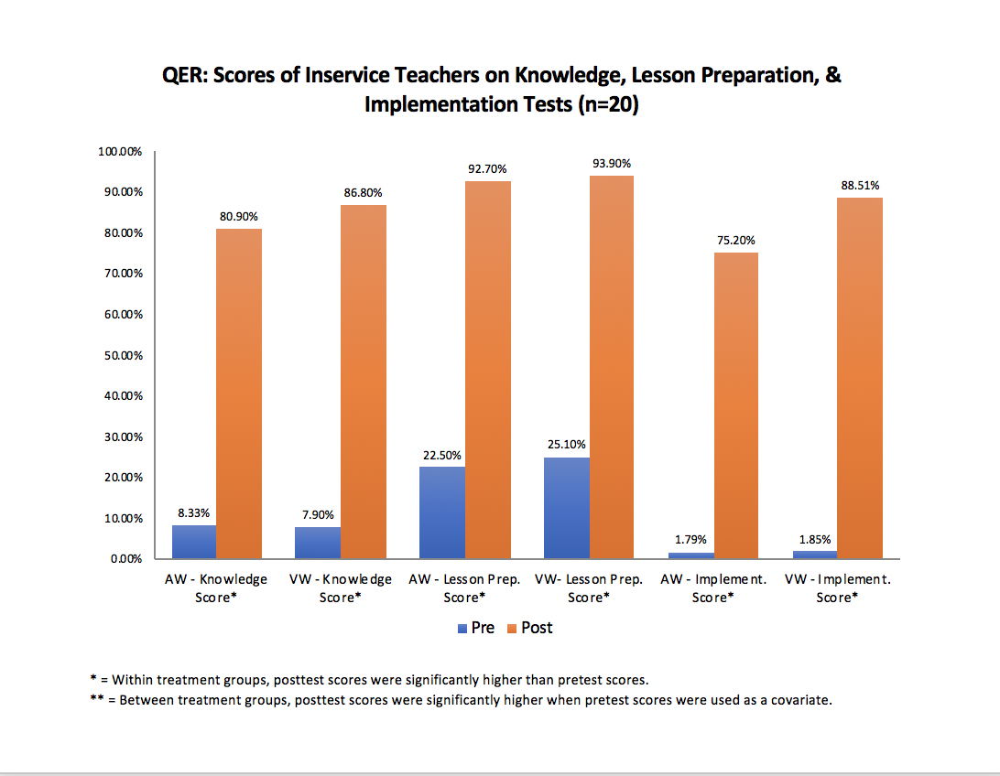 QER: Scores of Inservice Teachers on Knowledge, Lesson Preparation, &
Implementation Tests (n=20)
100.00%
90.00%
80.00%
70.00%
60.00%
50.00%
40.00%
30.00%
20.00%
10.00%
0.00%
8.33%
80.90%
7.90%
86.80%
22.50%
92.70%
25.10%
93.90%
1.79%
75.20%
1.85%
88.51%
AW - Knowledge
Score*
VW - Knowledge
Score*
AW - Lesson Prep.
Score*
VW- Lesson Prep.
Score*
AW - Implement.
Score*
VW - Implement.
Score*
Pre
Post
* = Within treatment groups, posttest scores were significantly higher than pretest scores.
** = Between treatment groups, posttest scores were significantly higher when pretest scores were used as a covariate.